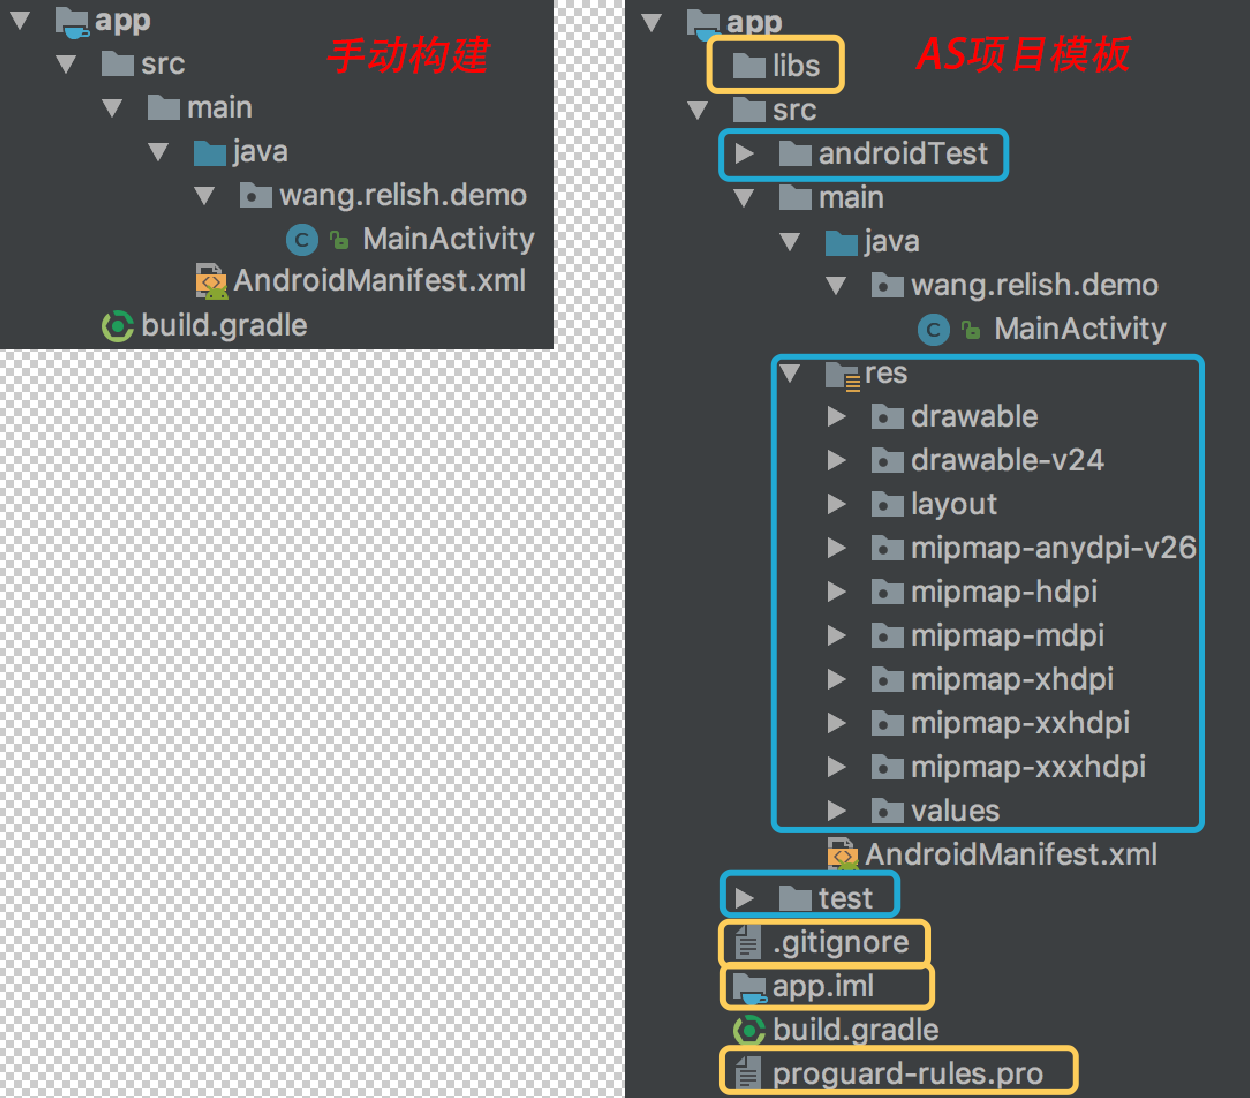 app
手动构建
src
main
java
wang.relish.demo
MainActivity
AndroidManifest.xml
build.gradle
app
AS项目模板
libs
src
androidTest
main
java
wang.relish.demo
MainActivity
res
drawable
drawable-v24
layout
mipmap-anydpi-v26
mipmap-hdpi
mipmap-mdpi
mipmap-xhdpi
mipmap-xxhdpi
mipmap-xxxhdpi
values
AndroidManifest.xml
test
.gitignore
app.iml
build.gradle
proguard-rules.pro